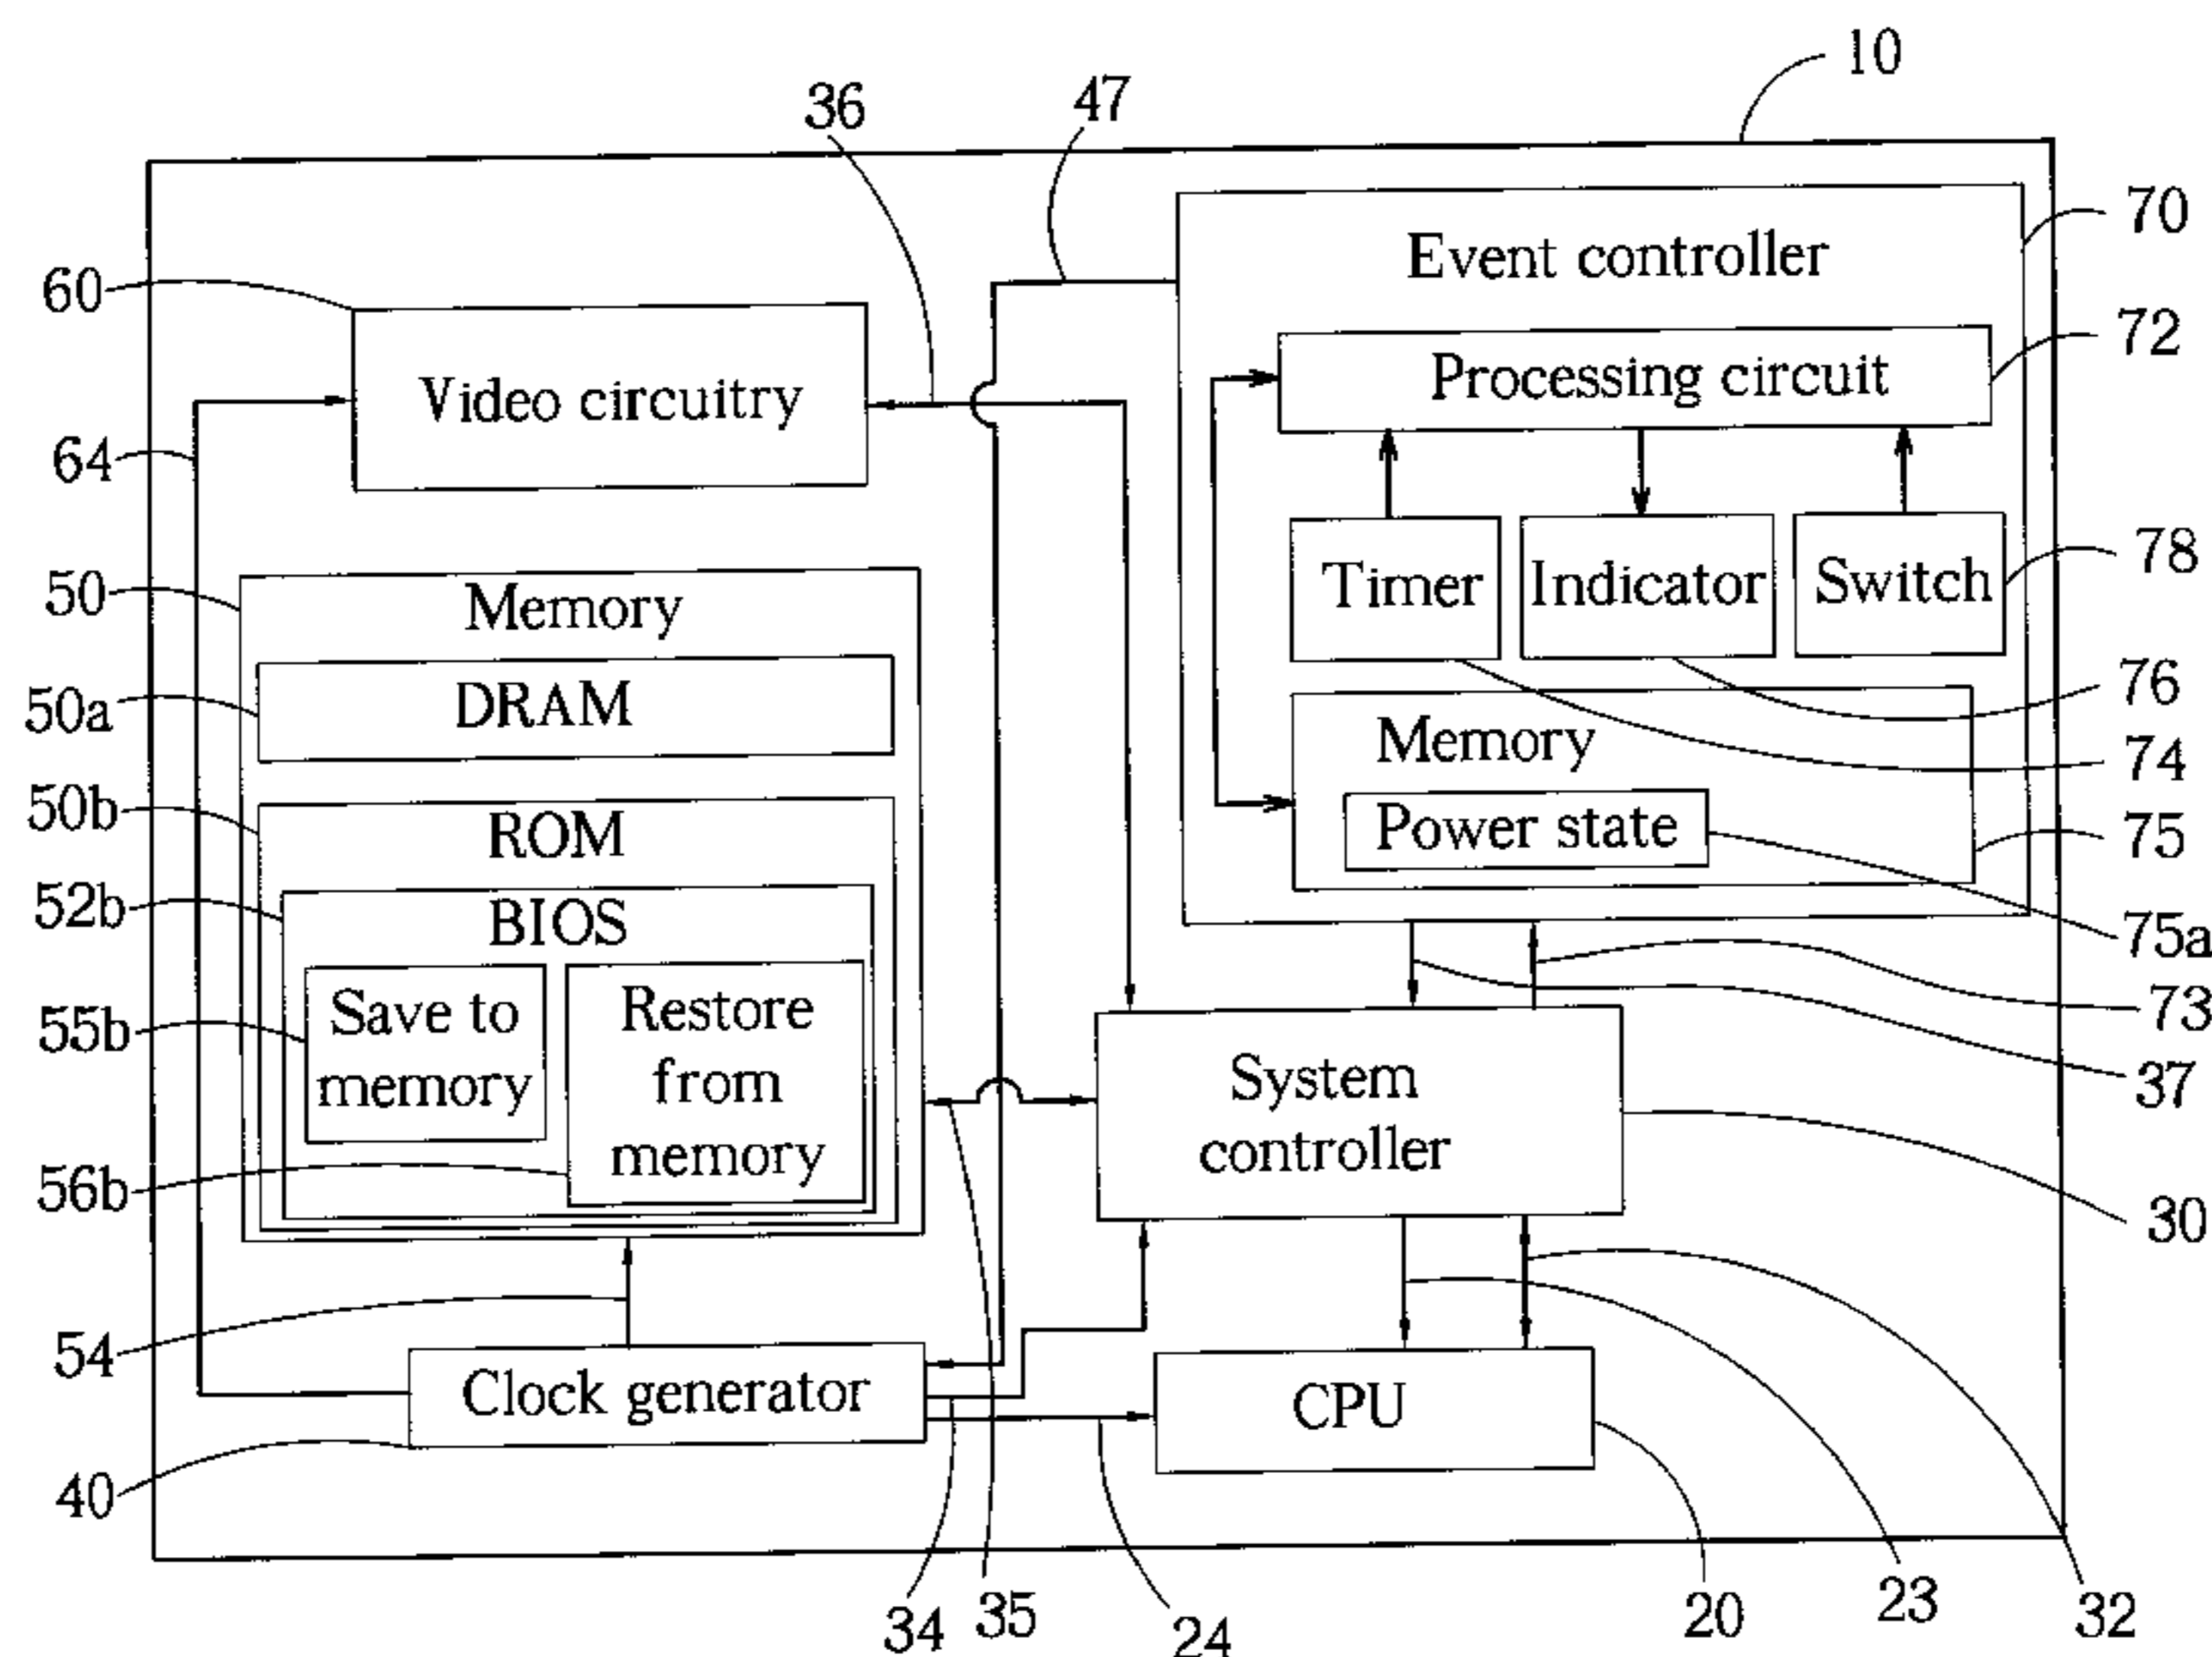 10
36
47
70
Event controller
60
72
Processing circuit
Video circuitry
64
78
50
Memory
Timer
Indicator
Switch
50a
DRAM
76
Memory
74
50b
ROM
Power state
75
52b
BIOS
75a
Save to
memory
Restore
from
memory
55b
73
System
controller
37
56b
30
54
Clock generator
CPU
40
34
35
24
20
23
32